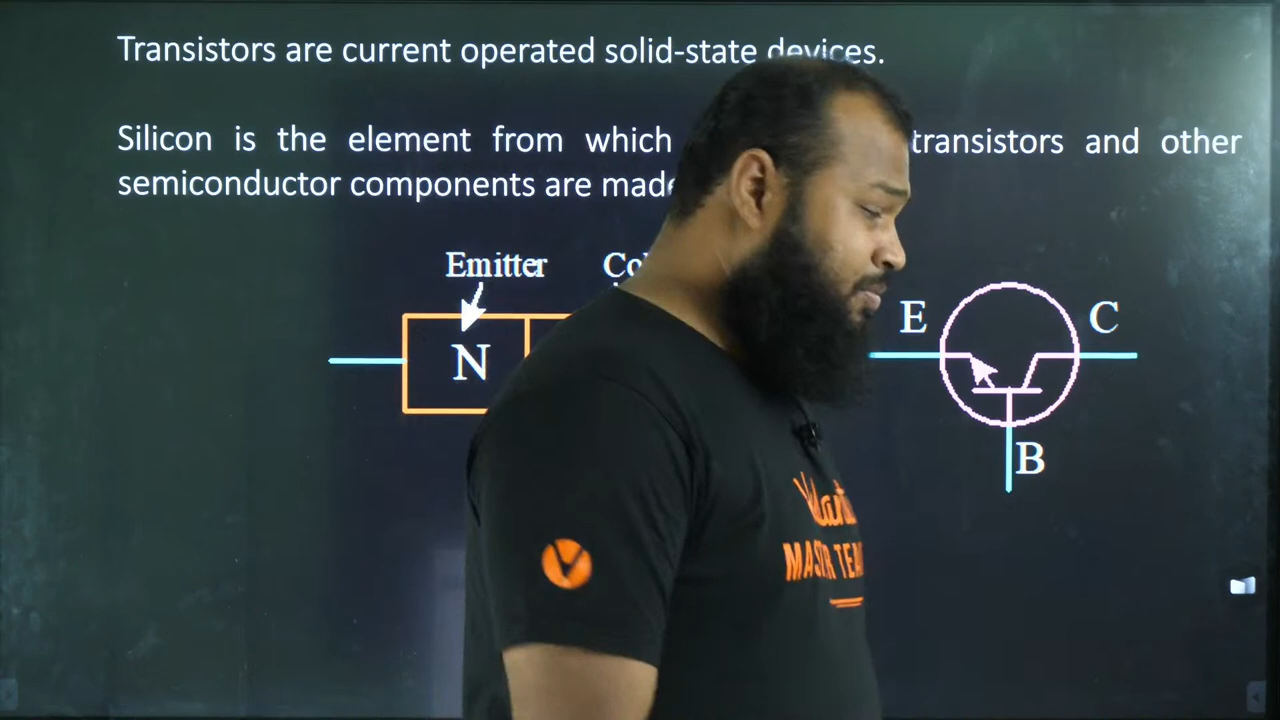 Transistors are current operated solid-state devices.
Silicon is the element from which transistors and other
semiconductor components are made
Emitter
N
E
C
B